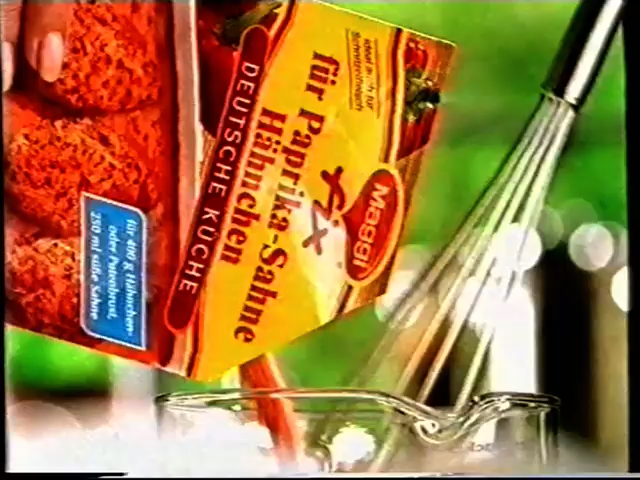 ideal auch für
Schnitzelfleisch
Maggi
fix
für Paprika-Sahne
Hähnchen
DEUTSCHE KÜCHE
für 400 g Hähnchen-
oder Putenbrust,
250 ml süße Sahne